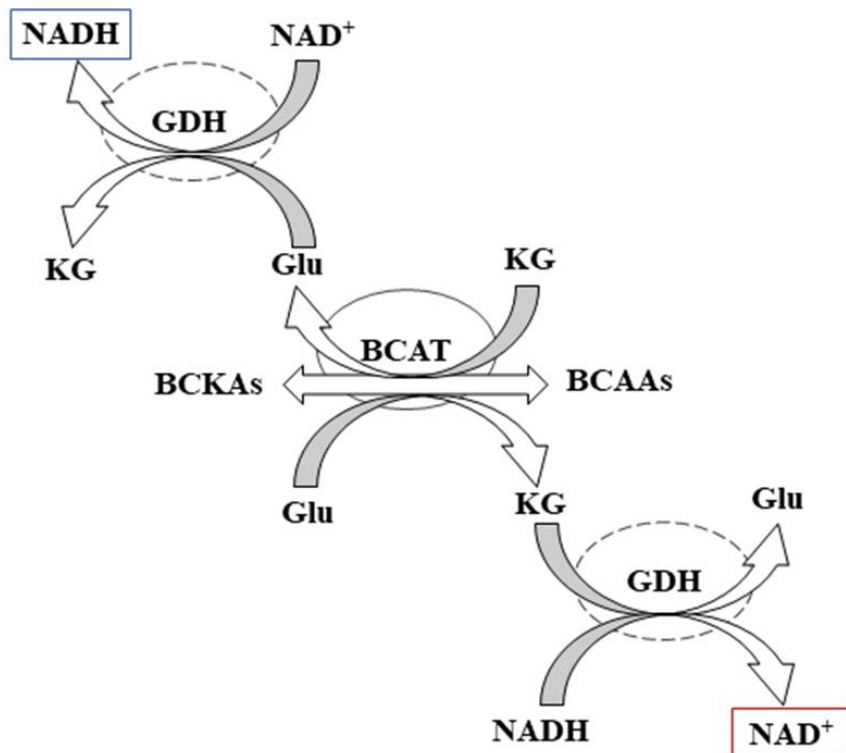 NADH NAD⁺
GDH
KG Glu KG
BCAT
BCKAs BCAAs
Glu KG Glu
GDH
NADH NAD⁺